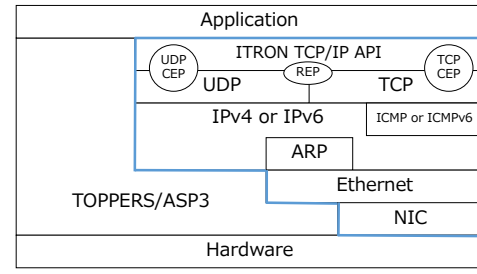 Application
UDP
CEP
ITRON TCP/IP API
TCP
CEP
REP
UDP
TCP
IPv4 or IPv6
ICMP or ICMPv6
ARP
Ethernet
TOPPERS/ASP3
NIC
Hardware